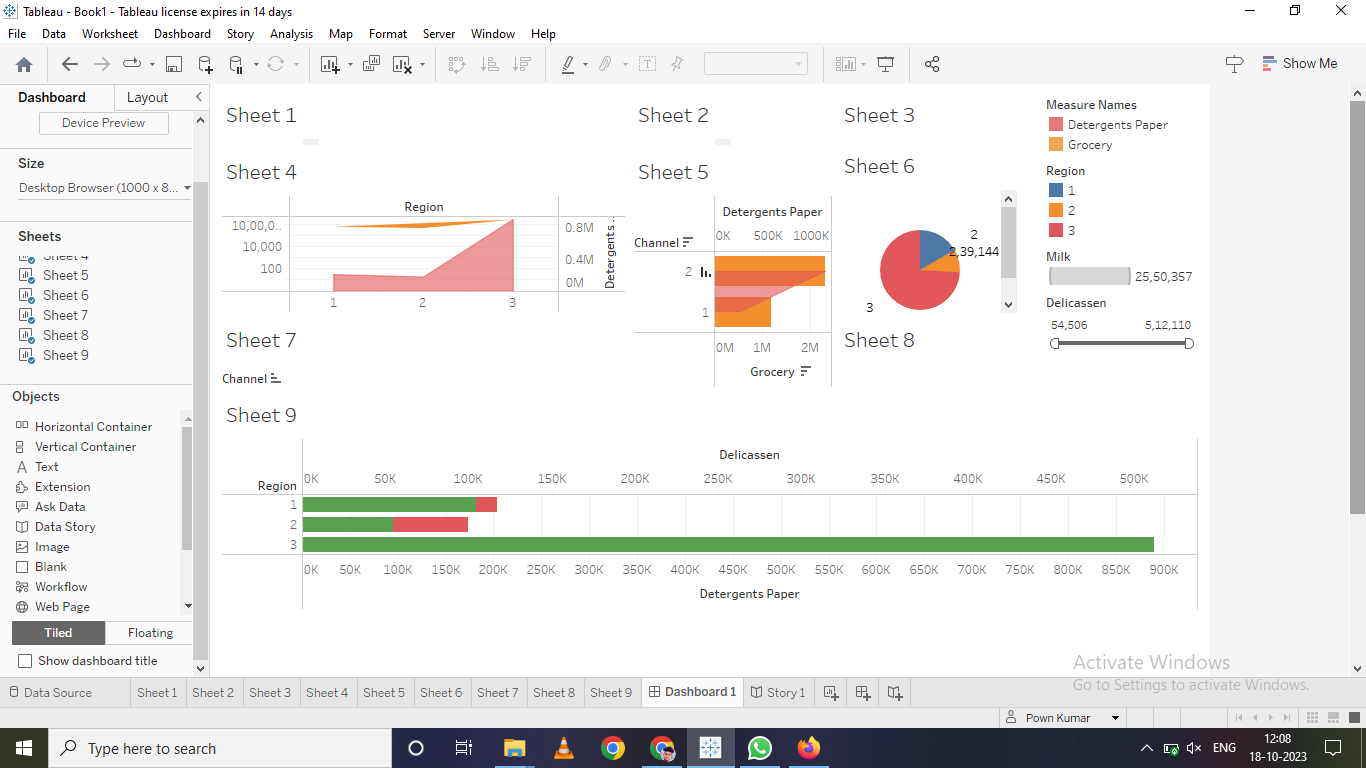 Tableau - Book1 - Tableau license expires in 14 days
File Data Worksheet Dashboard Story Analysis Map Format Server Window Help
Show Me
Dashboard Layout
Device Preview
Size
Desktop Browser (1000 x 8...
Sheets
Sheet 4
Sheet 5
Sheet 6
Sheet 7
Sheet 8
Sheet 9
Objects
Horizontal Container
Vertical Container
Text
Extension
Ask Data
Data Story
Image
Blank
Workflow
Web Page
Tiled Floating
Show dashboard title
Sheet 1
Sheet 2
Sheet 3
Sheet 4
Region
10,00,0..
10,000
100
0.8M
0.4M
0M
Detergents ..
1 2 3
Sheet 5
Detergents Paper
0K 500K 1000K
Channel
2
1
0M 1M 2M
Grocery
Sheet 6
2
2,39,144
3
Sheet 7
Channel
Sheet 8
Measure Names
Detergents Paper
Grocery
Region
1
2
3
Milk
25,50,357
Delicassen
54,506 5,12,110
Sheet 9
Delicassen
0K 50K 100K 150K 200K 250K 300K 350K 400K 450K 500K
Region
1
2
3
0K 50K 100K 150K 200K 250K 300K 350K 400K 450K 500K 550K 600K 650K 700K 750K 800K 850K 900K
Detergents Paper
Activate Windows
Go to Settings to activate Windows.
Data Source Sheet 1 Sheet 2 Sheet 3 Sheet 4 Sheet 5 Sheet 6 Sheet 7 Sheet 8 Sheet 9 Dashboard 1 Story 1
Pown Kumar
Type here to search
ENG
12:08
18-10-2023